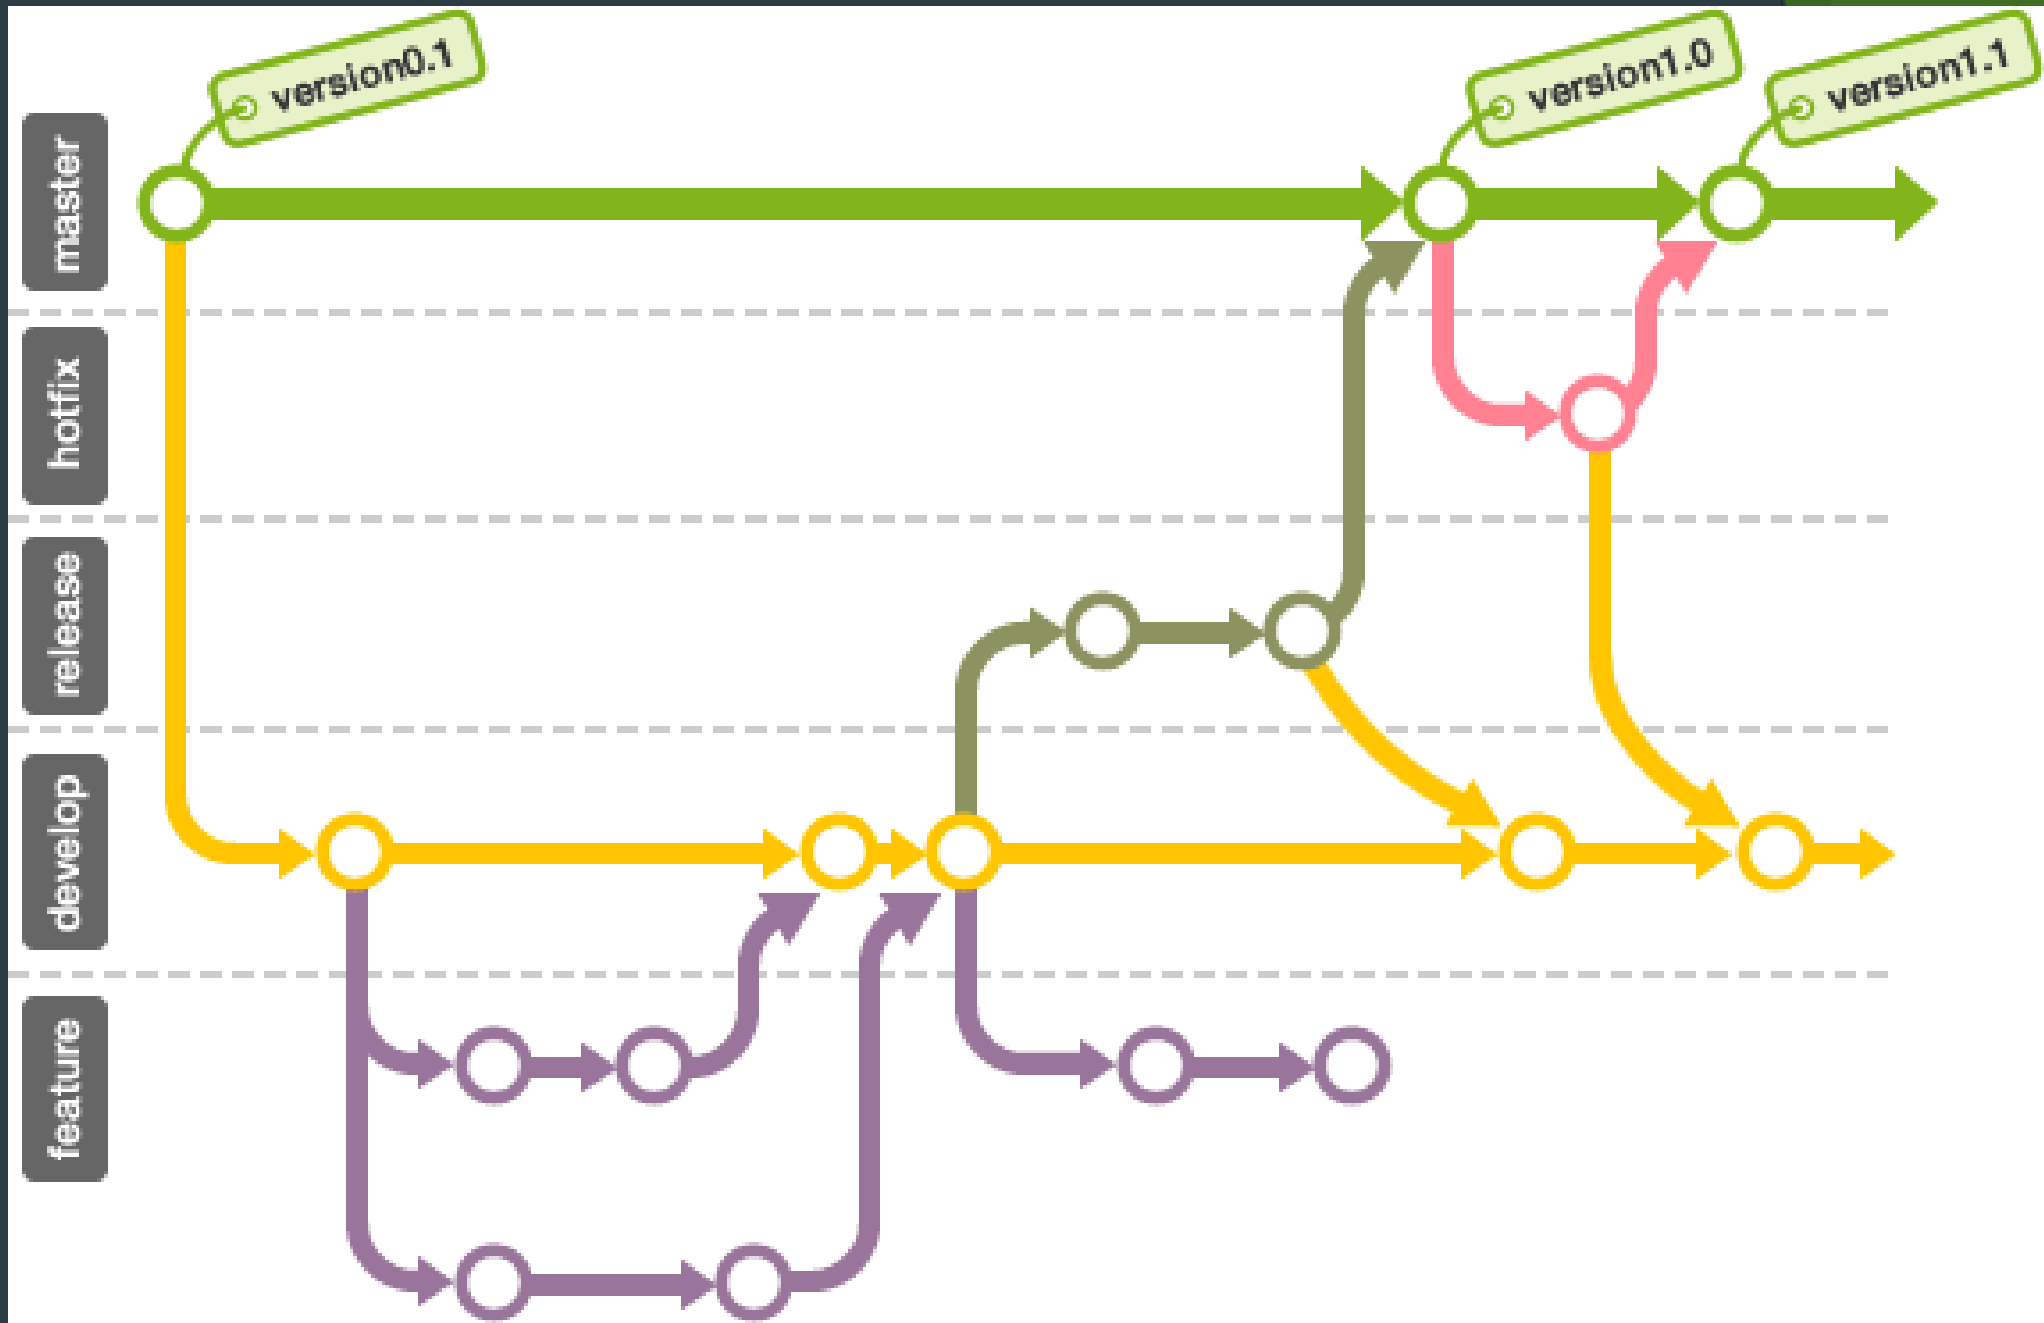 version0.1
version1.0
version1.1
master
hotfix
release
develop
feature